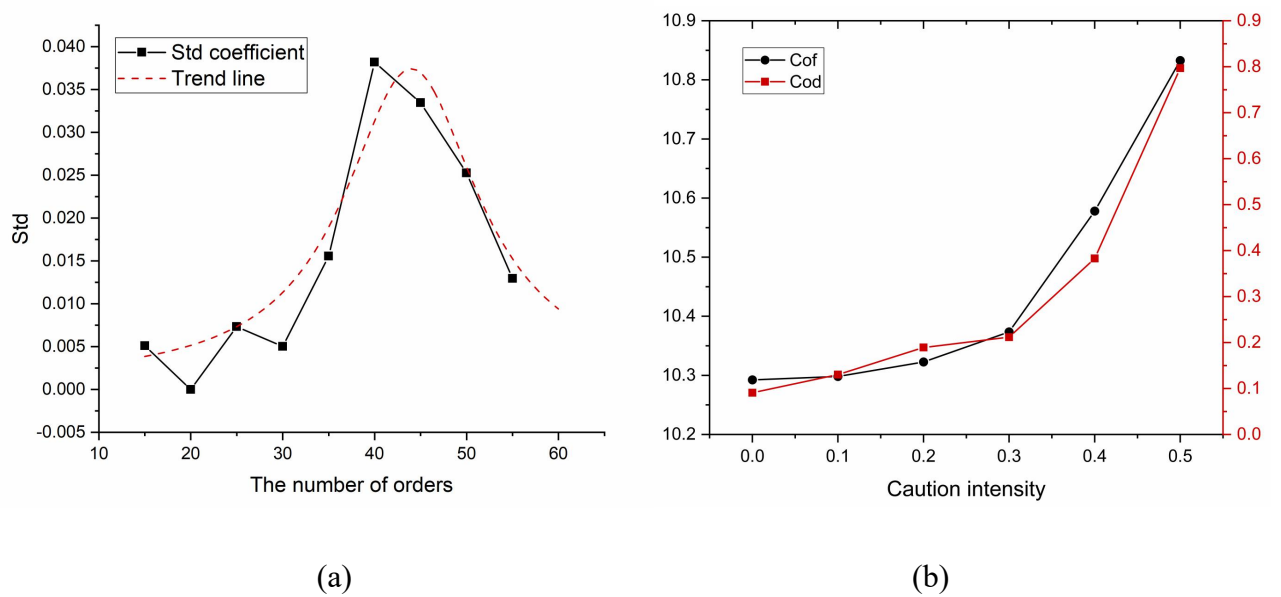 Std coefficient
Trend line
0.040
0.035
0.030
0.025
0.020
0.015
0.010
0.005
0.000
-0.005
Std
10 20 30 40 50 60
The number of orders
(a)
Cof
Cod
10.9
10.8
10.7
10.6
10.5
10.4
10.3
10.2
0.9
0.8
0.7
0.6
0.5
0.4
0.3
0.2
0.1
0.0
0.0 0.1 0.2 0.3 0.4 0.5
Caution intensity
(b)